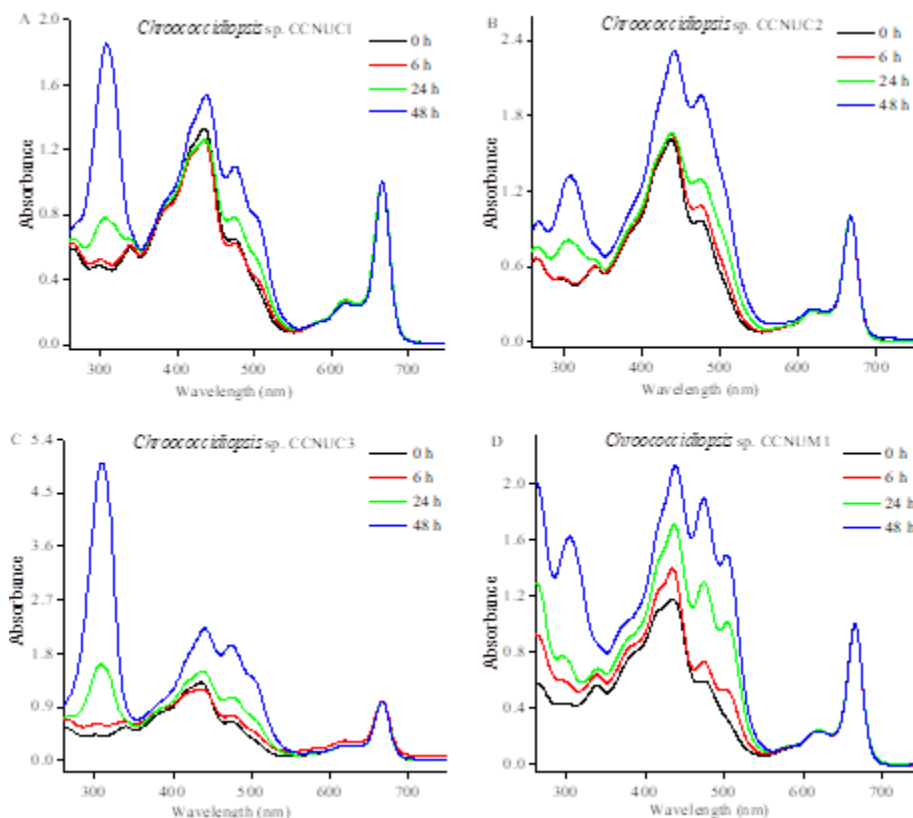 A
Chroococcidiopsis sp. CCNUC1
2.0
1.6
1.2
0.8
0.4
0.0
Absorbance
0 h
6 h
24 h
48 h
300 400 500 600 700
Wavelength (nm)
B
Chroococcidiopsis sp. CCNUC2
2.4
1.8
1.2
0.6
0.0
Absorbance
0 h
6 h
24 h
48 h
300 400 500 600 700
Wavelength (nm)
C
Chroococcidiopsis sp. CCNUC3
5.4
4.5
3.6
2.7
1.8
0.9
0.0
Absorbance
0 h
6 h
24 h
48 h
300 400 500 600 700
Wavelength (nm)
D
Chroococcidiopsis sp. CCNUM1
2.0
1.6
1.2
0.8
0.4
0.0
Absorbance
0 h
6 h
24 h
48 h
300 400 500 600 700
Wavelength (nm)